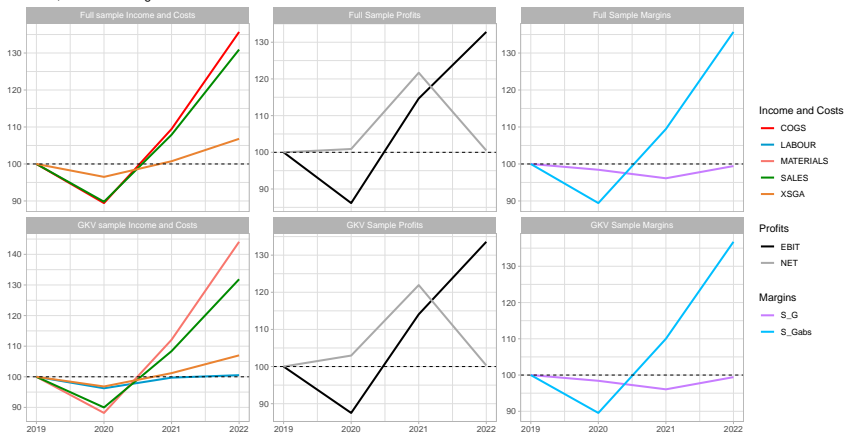 Full sample Income and Costs
Full Sample Profits
Full Sample Margins
130
120
110
100
90
130
120
110
100
90
130
120
110
100
90
GKV sample Income and Costs
GKV Sample Profits
GKV Sample Margins
140
130
120
110
100
90
130
120
110
100
90
130
120
110
100
90
2019 2020 2021 2022
2019 2020 2021 2022
2019 2020 2021 2022
Income and Costs
COGS
LABOUR
MATERIALS
SALES
XSGA
Profits
EBIT
NET
Margins
S_G
S_Gabs